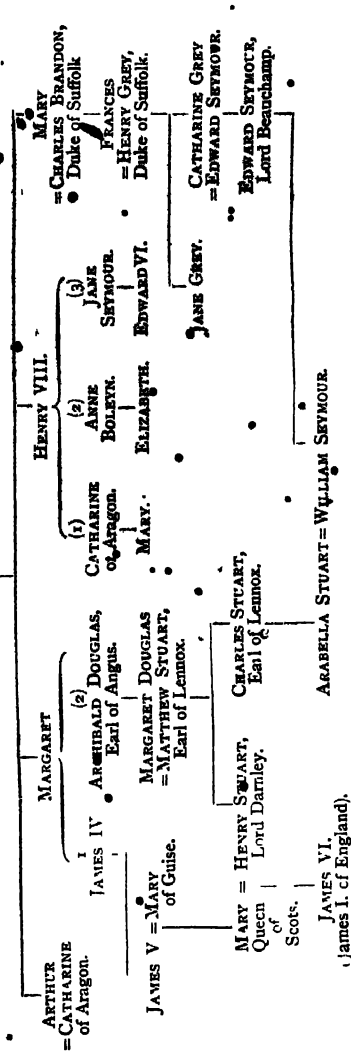 ARTHUR
=CATHARINE
of Aragon.
MARGARET
1
JAMES IV
(2)
ARCHIBALD DOUGLAS,
Earl of Angus.
HENRY VIII.
(1)
CATHARINE
of Aragon.
(2)
ANNE
BOLEYN.
(3)
JANE
SEYMOUR.
MARY
=CHARLES BRANDON,
Duke of Suffolk
JAMES V = MARY
of Guise.
MARGARET DOUGLAS
=MATTHEW STUART,
Earl of Lennox.
MARY.
ELIZABETH.
EDWARD VI.
FRANCES
=HENRY GREY,
Duke of Suffolk.
MARY = HENRY STUART,
Queen Lord Darnley.
of
Scots.
CHARLES STUART,
Earl of Lennox.
JANE GREY.
CATHARINE GREY
=EDWARD SEYMOUR.
EDWARD SEYMOUR,
Lord Beauchamp.
JAMES VI.
(James I. of England).
ARABELLA STUART=WILLIAM SEYMOUR.